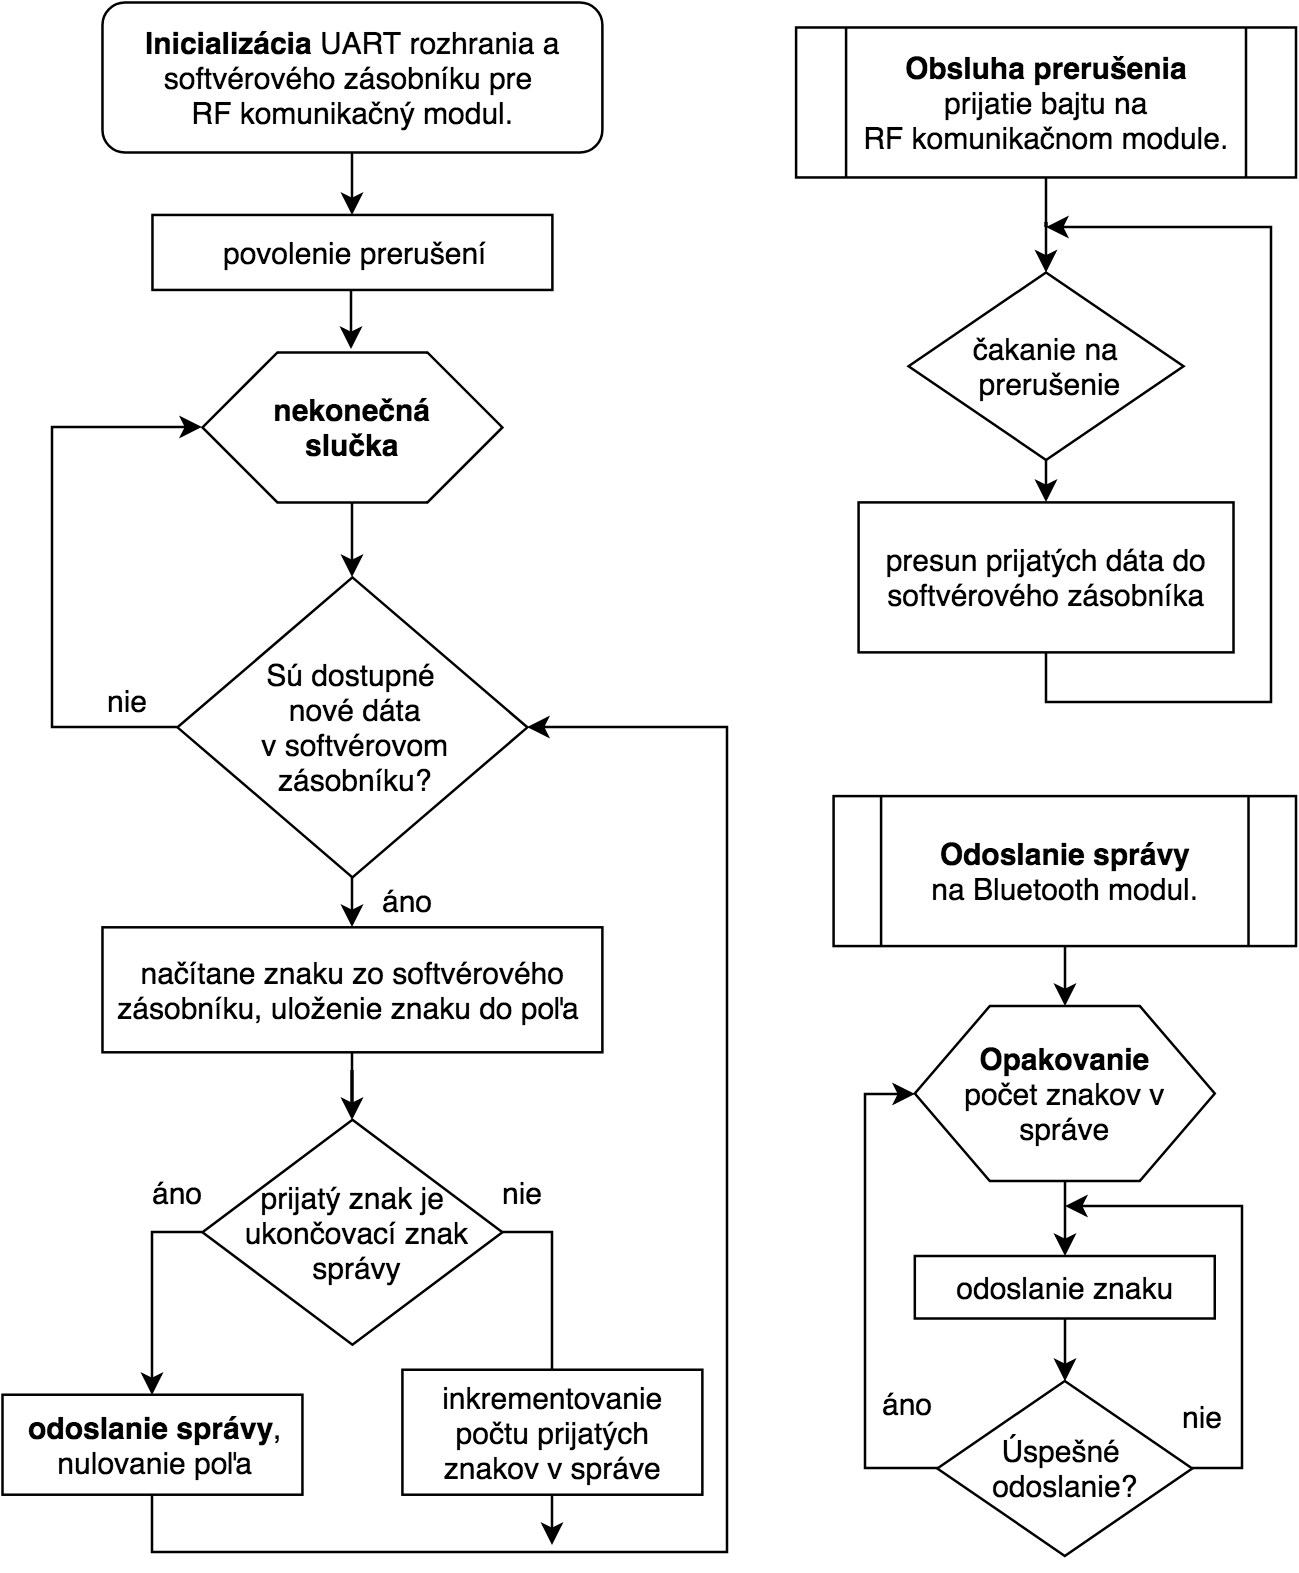 Inicializácia UART rozhrania a
softvérového zásobníku pre
RF komunikačný modul.
povolenie prerušení
nekonečná
slučka
Sú dostupné
nové dáta
v softvérovom
zásobníku?
nie
áno
načítane znaku zo softvérového
zásobníku, uloženie znaku do poľa
prijatý znak je
ukončovací znak
správy
áno
nie
odoslanie správy,
nulovanie poľa
inkrementovanie
počtu prijatých
znakov v správe
Obsluha prerušenia
prijatie bajtu na
RF komunikačnom module.
čakanie na
prerušenie
presun prijatých dáta do
softvérového zásobníka
Odoslanie správy
na Bluetooth modul.
Opakovanie
počet znakov v
správe
odoslanie znaku
Úspešné
odoslanie?
áno
nie